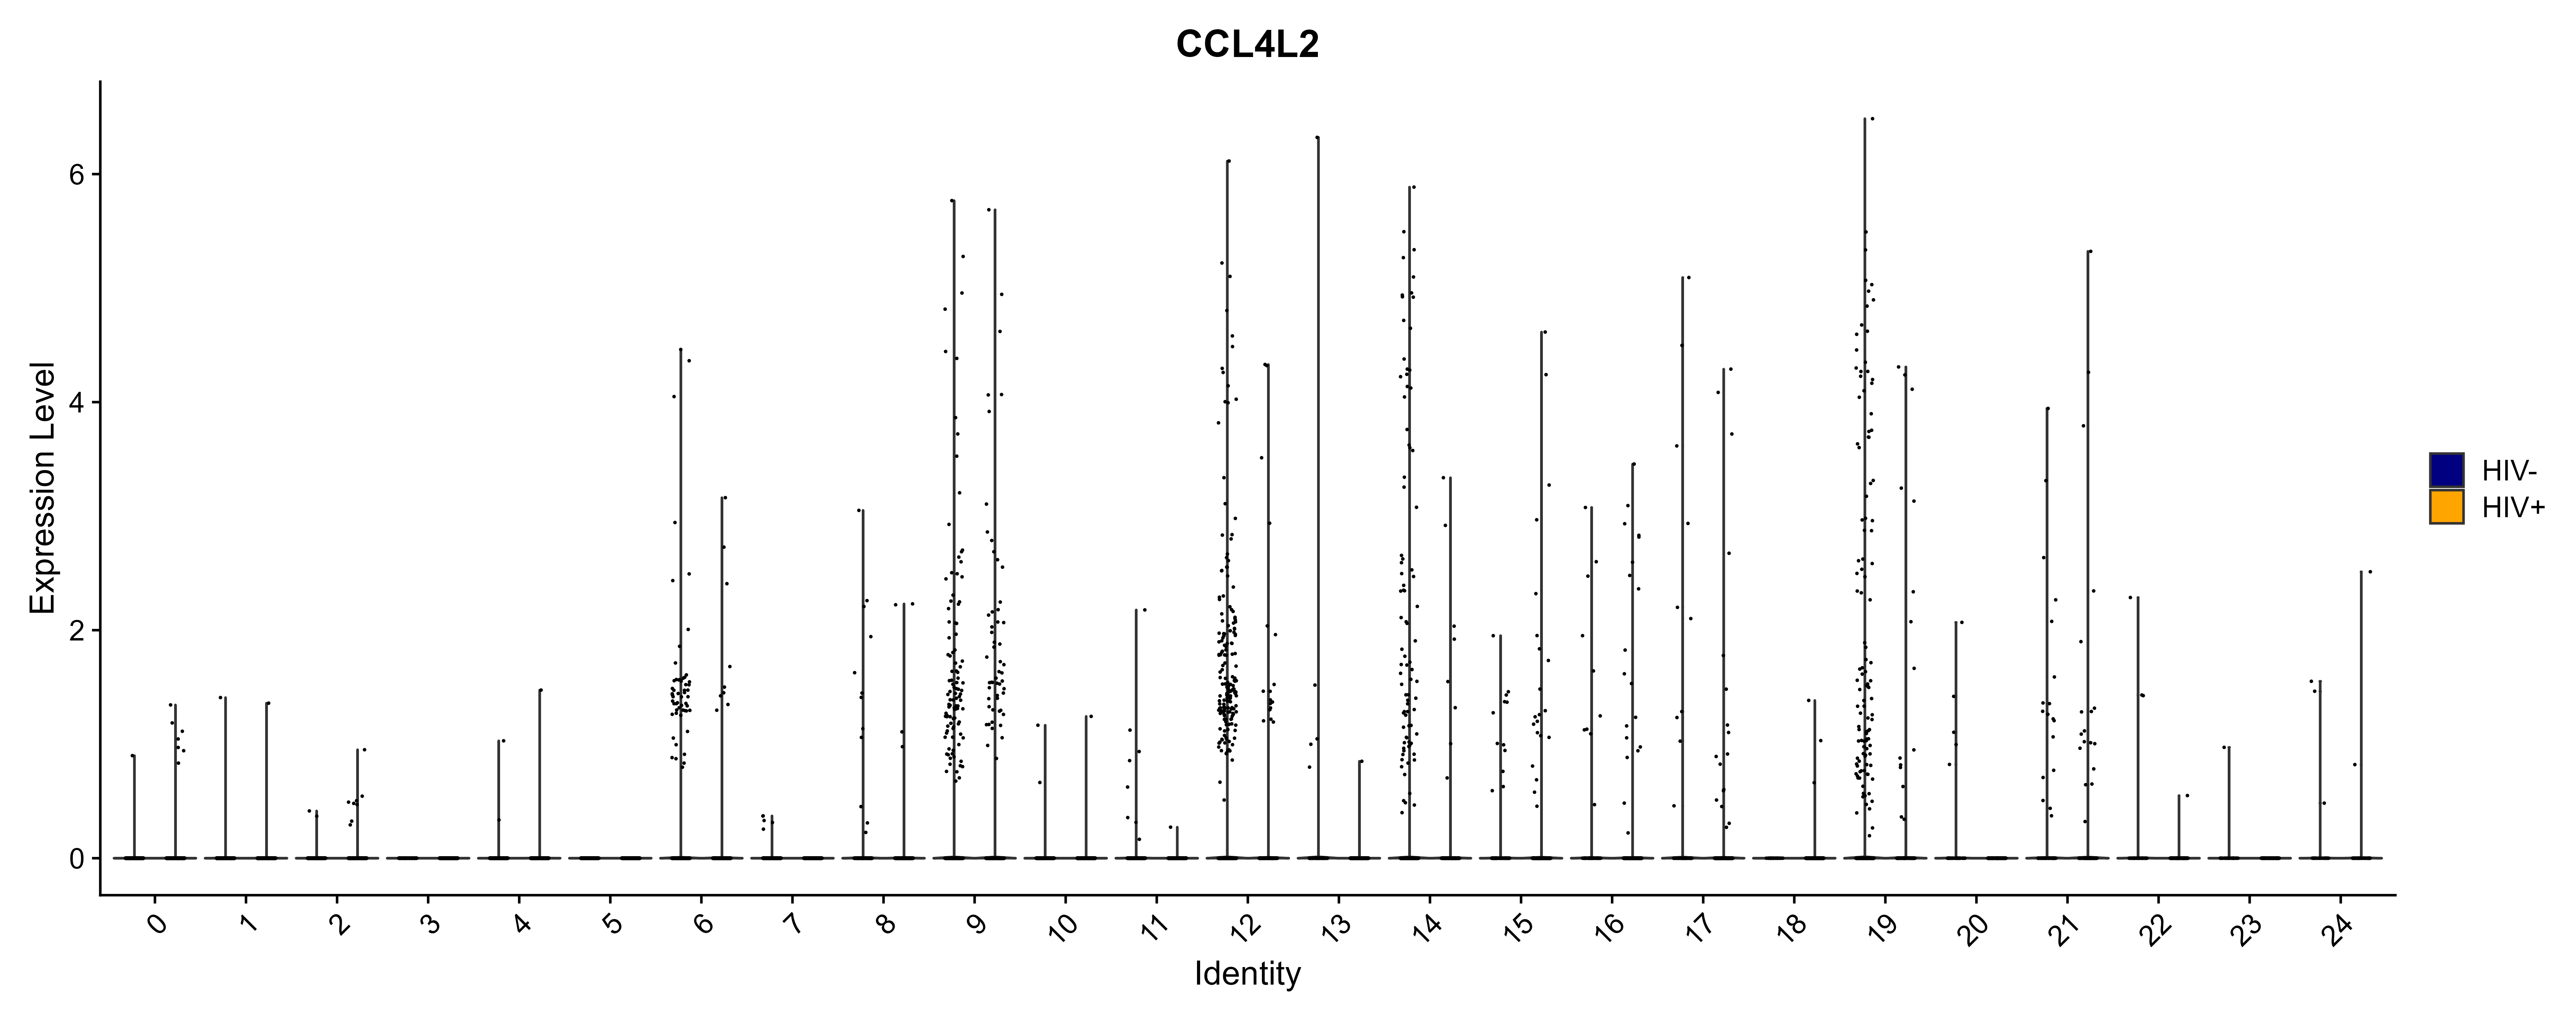 CCL4L2
Expression Level
6
4
2
0
0 1 2 3 4 5 6 7 8 9 10 11 12 13 14 15 16 17 18 19 20 21 22 23 24
Identity
HIV-
HIV+